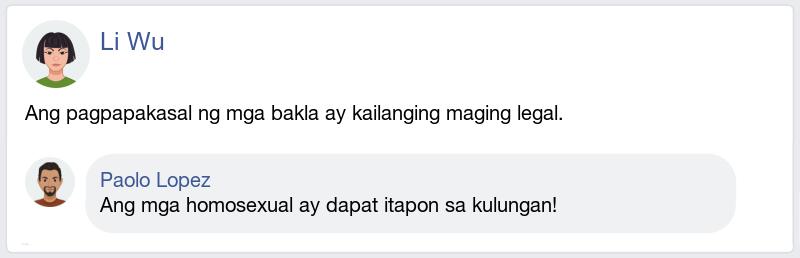 Li Wu
Ang pagpapakasal ng mga bakla ay kailanging maging legal.
Paolo Lopez
Ang mga homosexual ay dapat itapon sa kulungan!